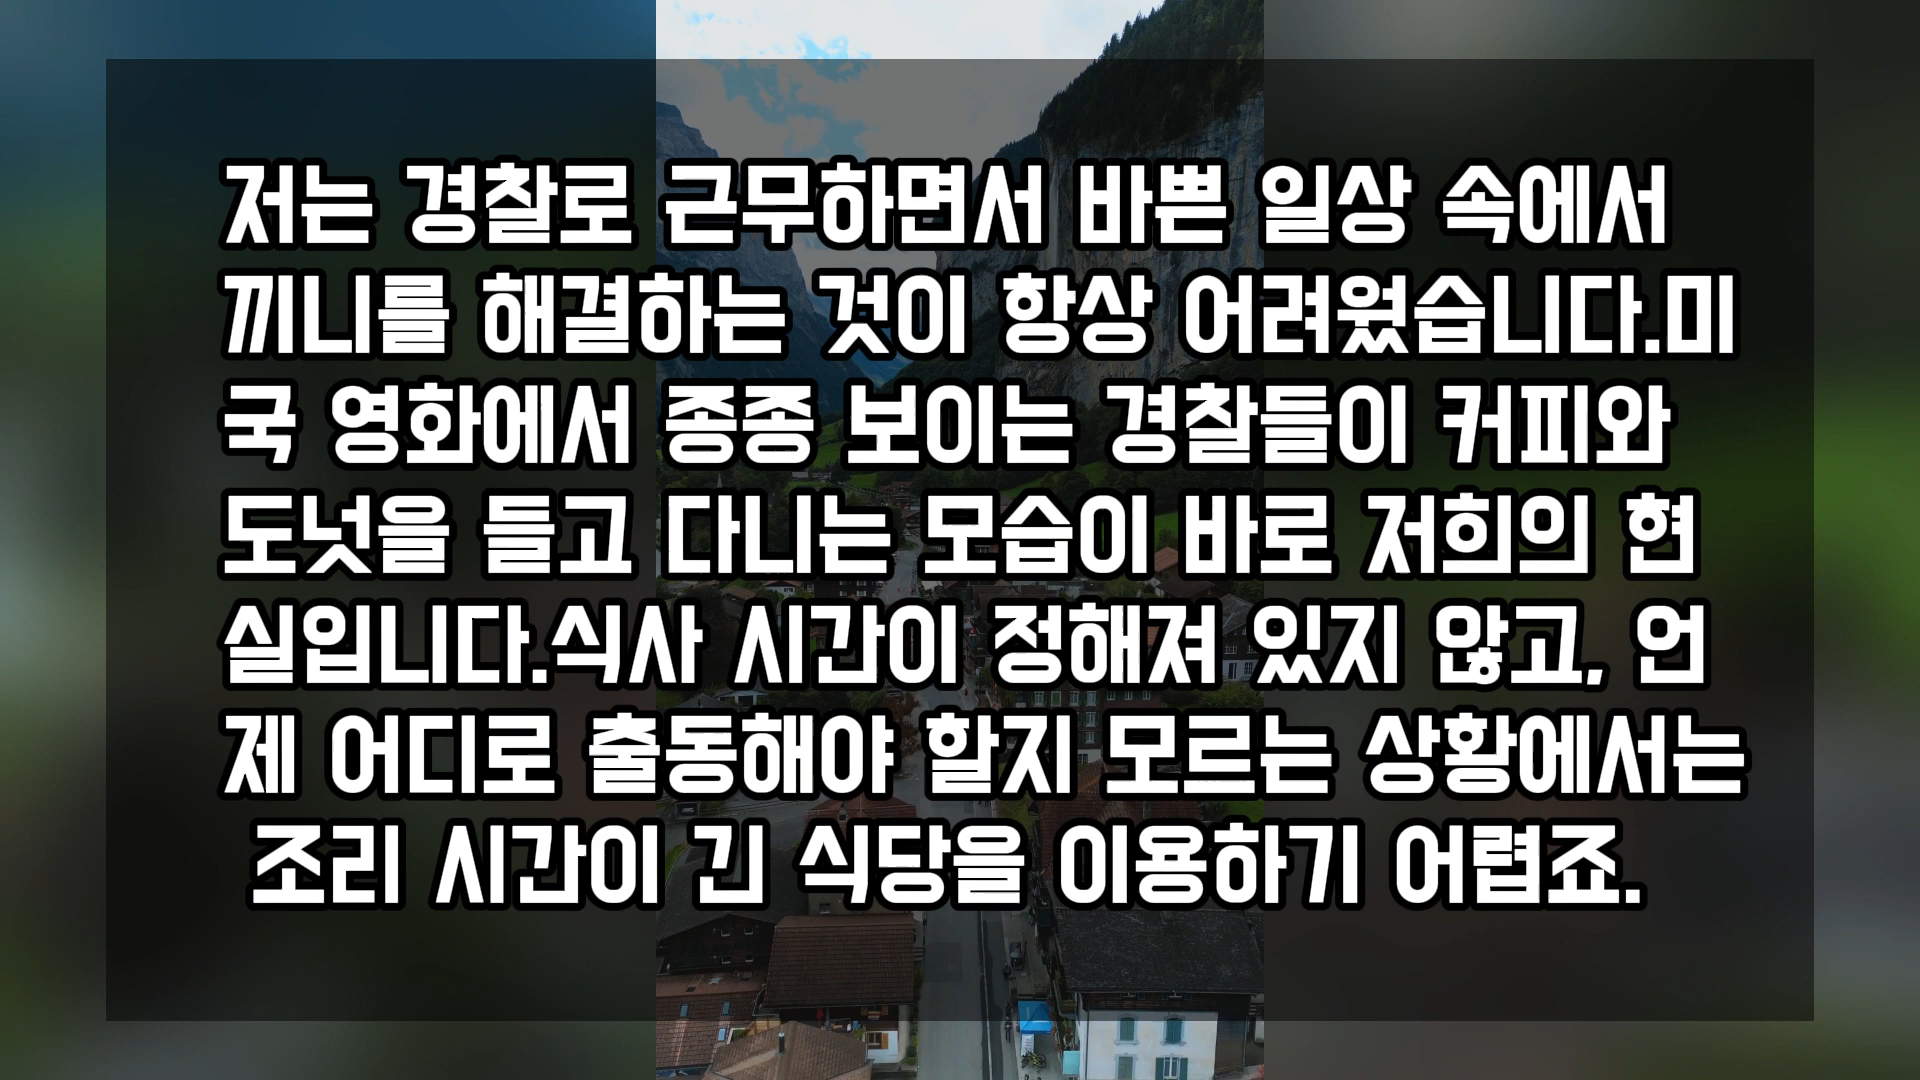 저는 경찰로 근무하면서 바쁜 일상 속에서
끼니를 해결하는 것이 항상 어려웠습니다.미
국 영화에서 종종 보이는 경찰들이 커피와
도넛을 들고 다니는 모습이 바로 저희의 현
실입니다.식사 시간이 정해져 있지 않고, 언
제 어디로 출동해야 할지 모르는 상황에서는
조리 시간이 긴 식당을 이용하기 어렵죠.